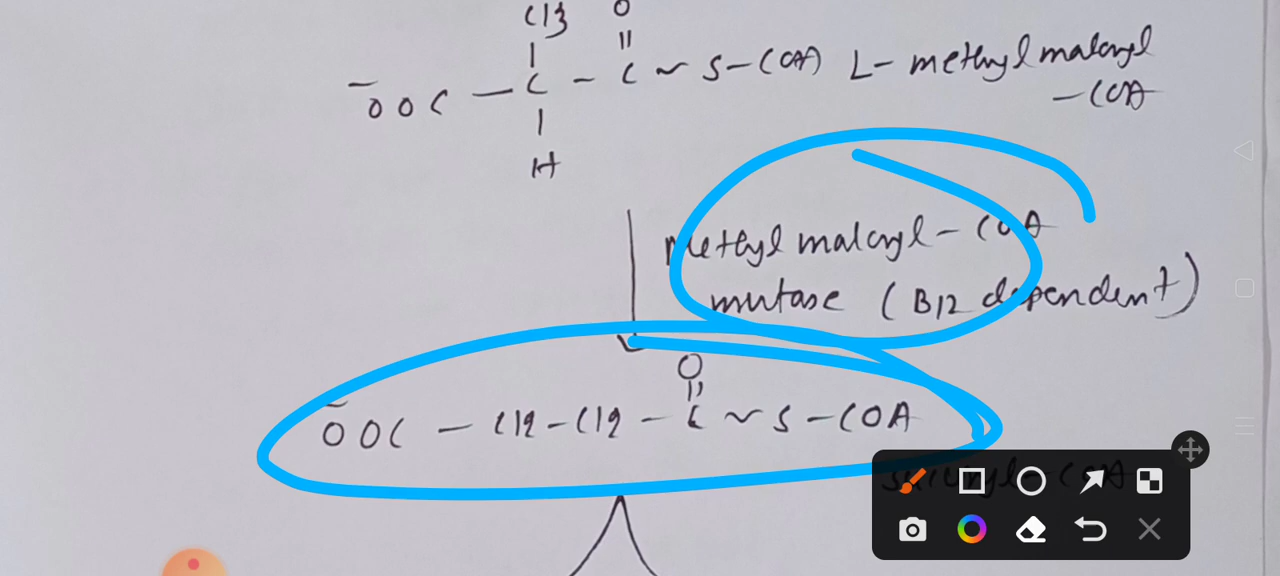 CH3 O
| ||
¯OOC — C – C ~ S – COA L- methyl malonyl
|
– COA
H
methyl malonyl – COA
mutase (B12 dependent)
O
||
¯OOC — CH2 – CH2 – C ~ S – COA